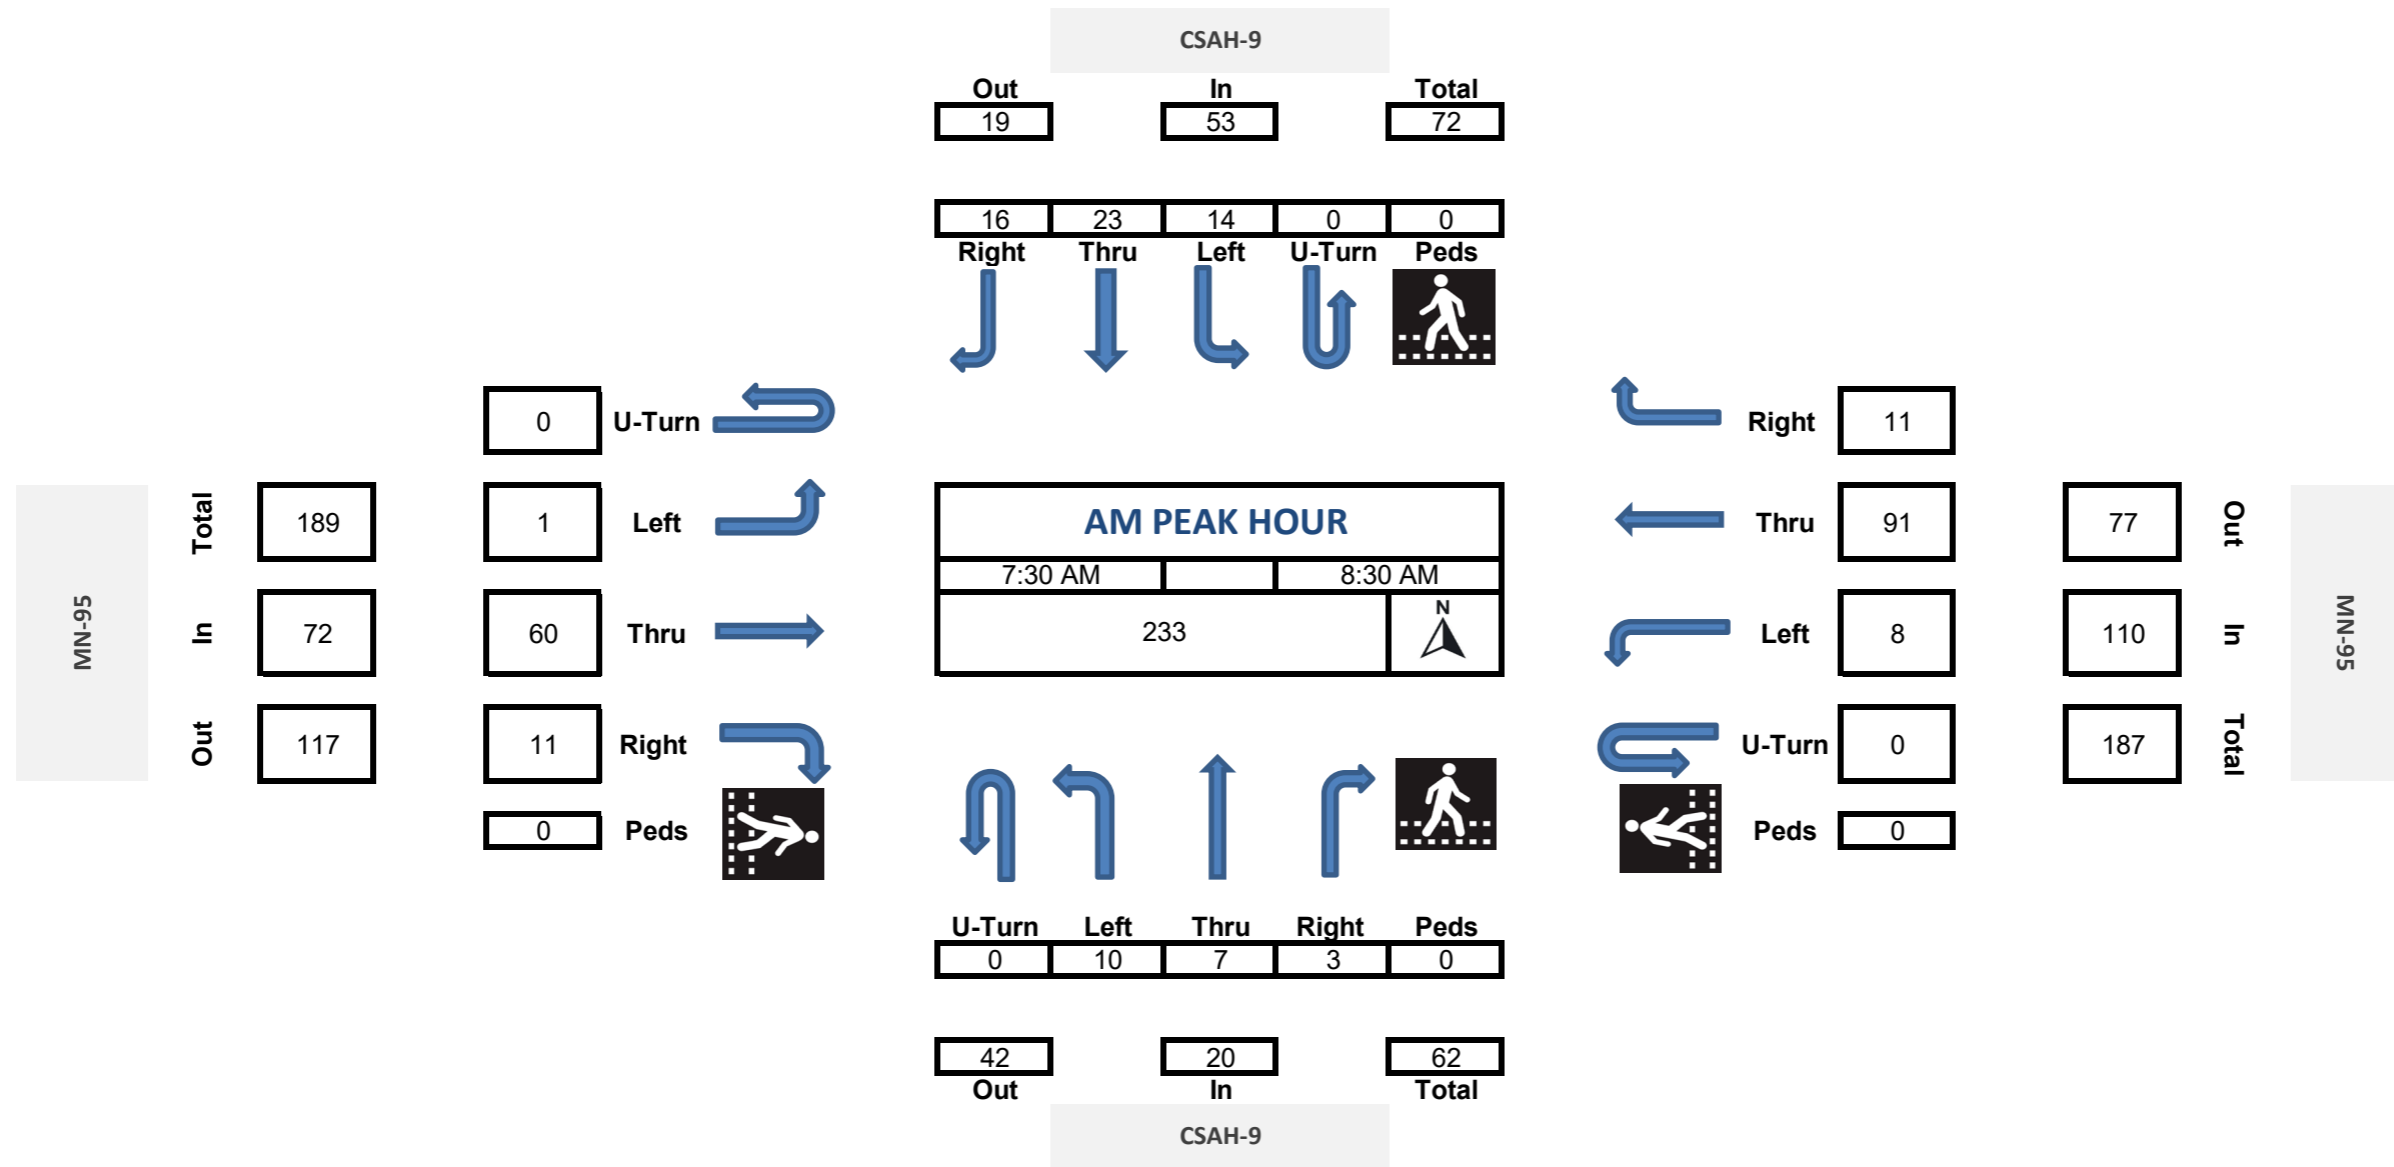 CSAH-9
Out In Total
19 53 72
16 23 14 0 0
Right Thru Left U-Turn Peds
0 U-Turn
Right 11
Total 189 1 Left
AM PEAK HOUR
Thru 91 77 Out
7:30 AM 8:30 AM
MN-95
In 72 60 Thru
233
N
Left 8 110 In
MN-95
Out 117 11 Right
U-Turn 0 187 Total
0 Peds
Peds 0
U-Turn Left Thru Right Peds
0 10 7 3 0
42 20 62
Out In Total
CSAH-9